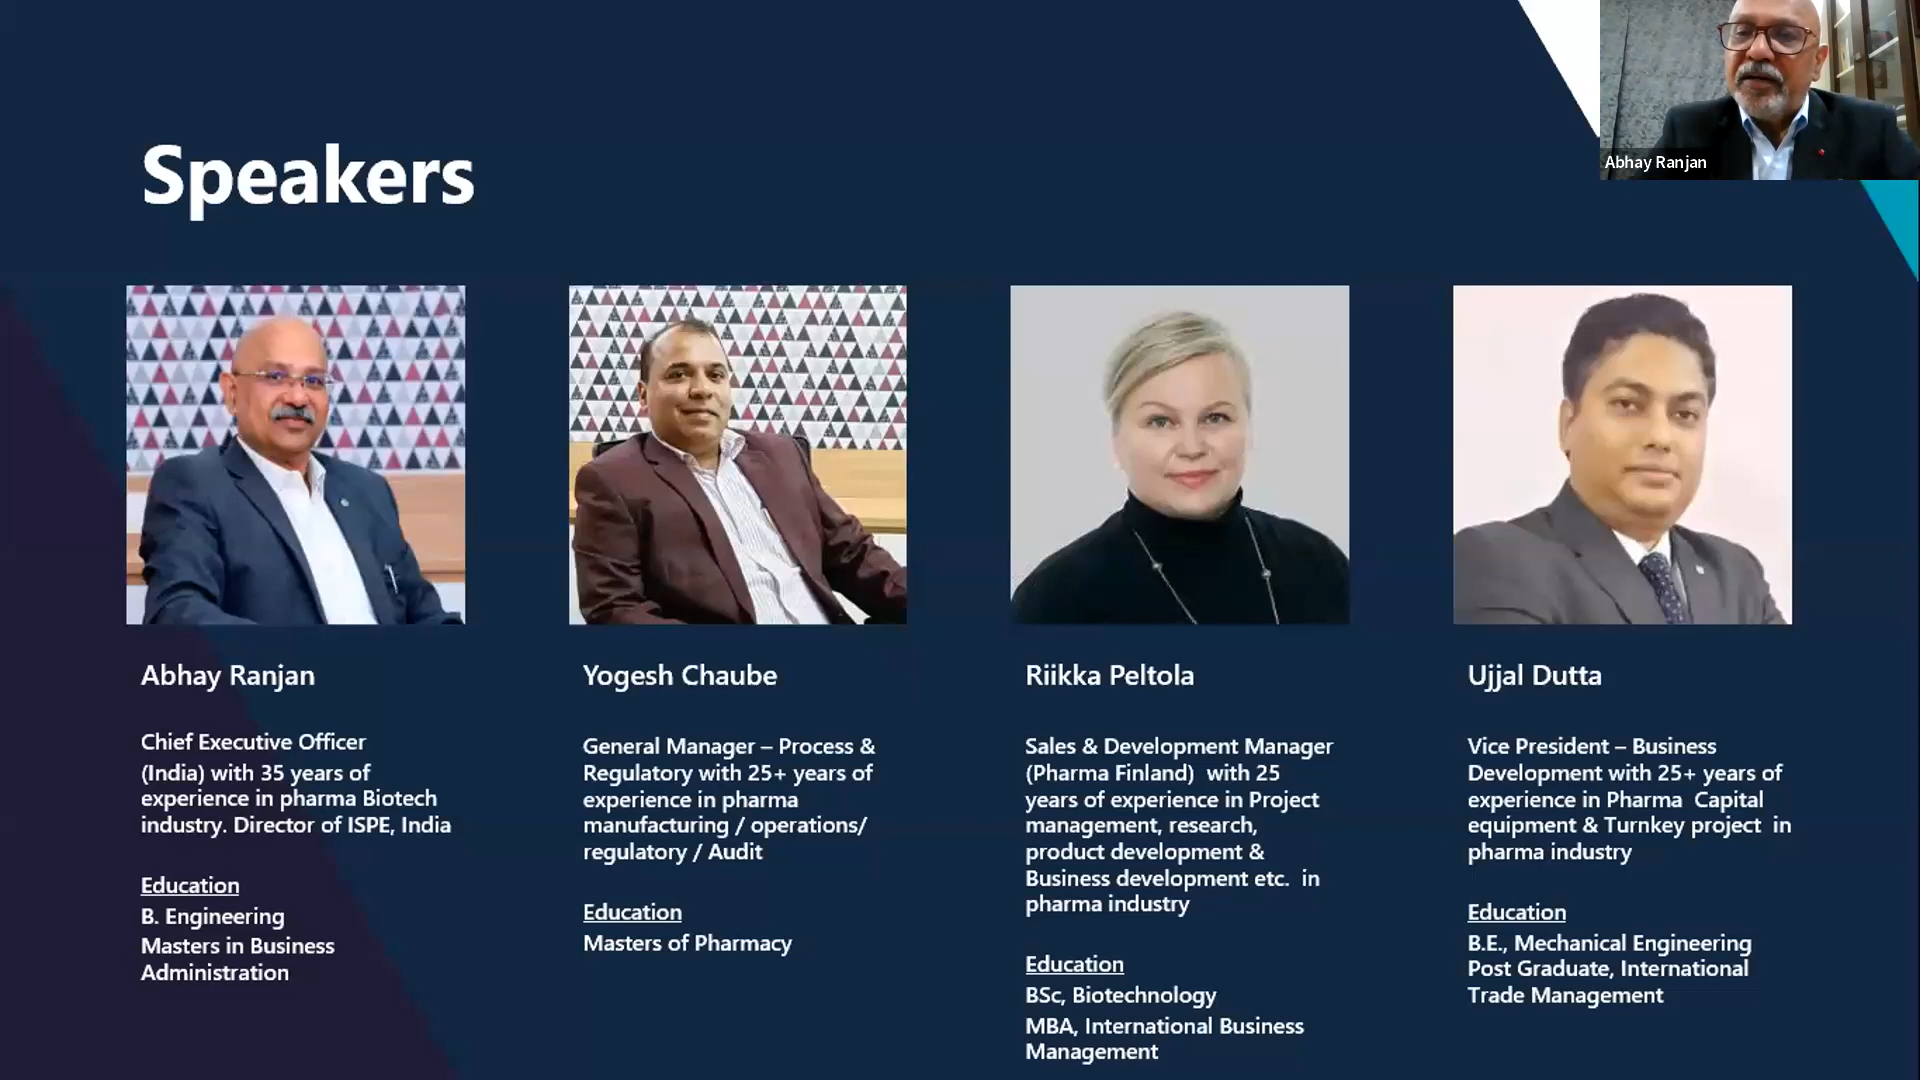 Abhay Ranjan
Speakers
Abhay Ranjan
Chief Executive Officer
(India) with 35 years of
experience in pharma Biotech
industry. Director of ISPE, India
Education
B. Engineering
Masters in Business
Administration
Yogesh Chaube
General Manager – Process &
Regulatory with 25+ years of
experience in pharma
manufacturing / operations/
regulatory / Audit
Education
Masters of Pharmacy
Riikka Peltola
Sales & Development Manager
(Pharma Finland) with 25
years of experience in Project
management, research,
product development &
Business development etc. in
pharma industry
Education
BSc, Biotechnology
MBA, International Business
Management
Ujjal Dutta
Vice President – Business
Development with 25+ years of
experience in Pharma Capital
equipment & Turnkey project in
pharma industry
Education
B.E., Mechanical Engineering
Post Graduate, International
Trade Management